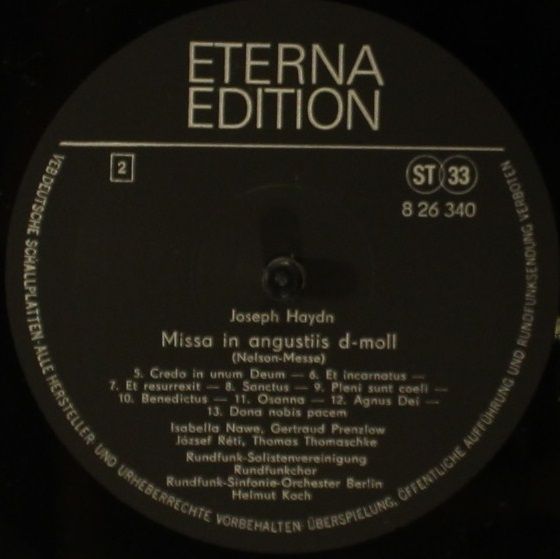 ETERNA
EDITION
2
ST 33
8 26 340
Joseph Haydn
Missa in angustiis d-moll
(Nelson-Messe)
5. Credo in unum Deum — 6. Et incarnatus —
7. Et resurrexit — 8. Sanctus — 9. Pleni sunt coeli —
10. Benedictus — 11. Osanna — 12. Agnus Dei —
13. Dona nobis pacem
Isabella Nawe, Gertraud Prenzlow
József Réti, Thomas Thomaschke
Rundfunk-Solistenvereinigung
Rundfunkchor
Rundfunk-Sinfonie-Orchester Berlin
Helmut Koch
VEB DEUTSCHE SCHALLPLATTEN · ALLE HERSTELLER- UND URHEBERRECHTE VORBEHALTEN · ÜBERSPIELUNG, ÖFFENTLICHE AUFFÜHRUNG UND RUNDFUNKSENDUNG VERBOTEN